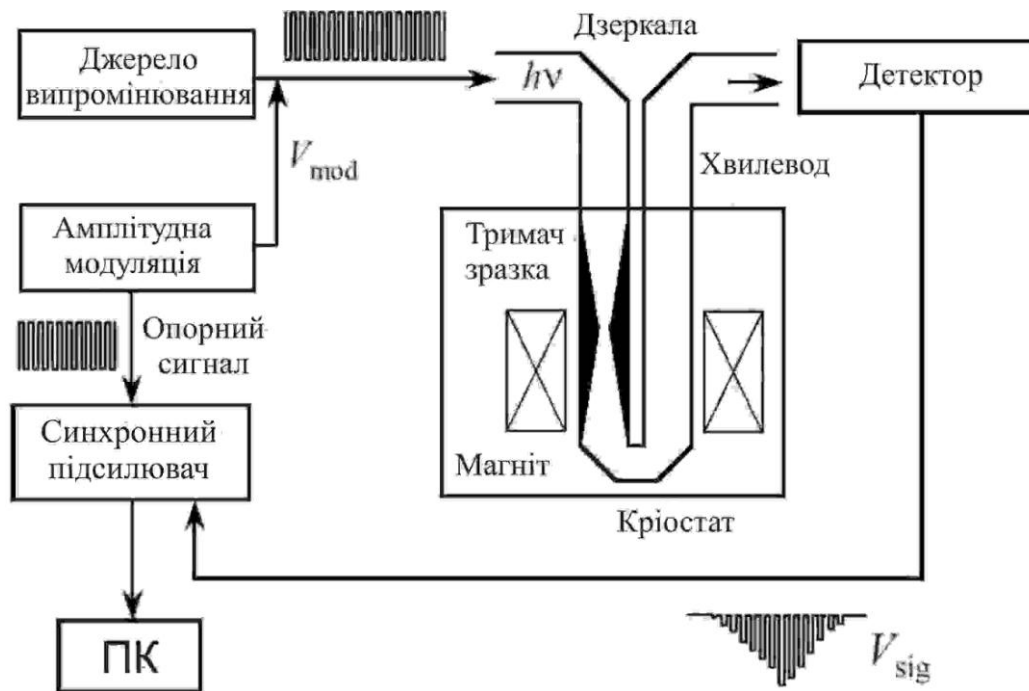 Джерело
випромінювання
hν
Дзеркала
Детектор
V mod
Хвилевод
Амплітудна
модуляція
Тримач
зразка
Опорний
сигнал
Синхронний
підсилювач
Магніт
Кріостат
ПК
V sig